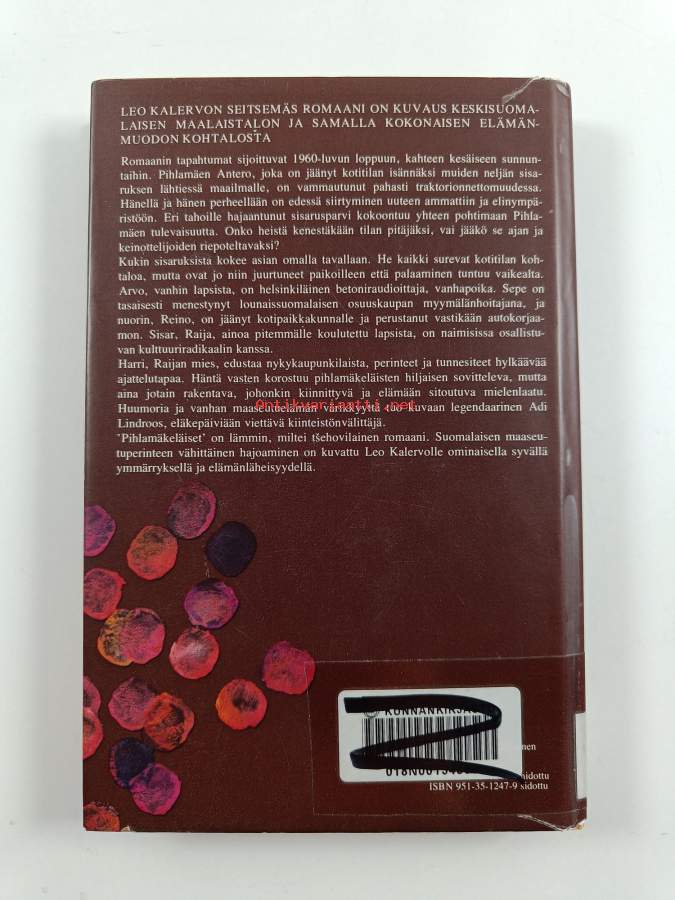 LEO KALERVON SEITSEMÄS ROMAANI ON KUVAUS KESKISUOMA-
LAISEN MAALAISTALON JA SAMALLA KOKONAISEN ELÄMÄN-
MUODON KOHTALOSTA
Romaanin tapahtumat sijoittuvat 1960-luvun loppuun, kahteen kesäiseen sunnun-
taihin. Pihlamäen Antero, joka on jäänyt kotitilan isännäksi muiden neljän sisa-
ruksen lähtiessä maailmalle, on vammautunut pahasti traktorionnettomuudessa.
Hänellä ja hänen perheellään on edessä siirtyminen uuteen ammattiin ja elinympä-
ristöön. Eri tahoille hajaantunut sisarusparvi kokoontuu yhteen pohtimaan Pihla-
mäen tulevaisuutta. Onko heistä kenestäkään tilan pitäjäksi, vai jääkö se ajan ja
keinottelijoiden riepoteltavaksi?
Kukin sisaruksista kokee asian omalla tavallaan. He kaikki surevat kotitilan koh-
taloa, mutta ovat jo niin juurtuneet paikoilleen että palaaminen tuntuu vaikealta.
Arvo, vanhin lapsista, on helsinkiläinen betoniraudioittaja, vanhapoika. Sepe on
tasaisesti menestynyt lounaissuomalaisen osuuskaupan myymälänhoitajana, ja
nuorin, Reino, on jäänyt kotipaikkakunnalle ja perustanut vastikään autokorjaa-
mon. Sisar, Raija, ainoa pitemmälle koulutettu lapsista, on naimisissa osallistu-
van kulttuuriradikaalin kanssa.
Harri, Raijan mies, edustaa nykykaupunkilaista, perinteet ja tunnesiteet hylkäävää
ajattelutapaa. Häntä vasten korostuu pihlamäkeläisten hiljaisen sovitteleva, mutta
aina jotain rakentava, johonkin kiinnittyvä ja elämään sitoutuva mielenlaatu.
Huumoria ja vanhan maaseutuelämän värikkyyttä tuo kuvaan legendaarinen Adi
Lindroos, eläkepäiviään viettävä kiinteistönvälittäjä.
'Pihlamäkeläiset' on lämmin, miltei tšehovilainen romaani. Suomalaisen maaseu-
tuperinteen vähittäinen hajoaminen on kuvattu Leo Kalervolle ominaisella syvällä
ymmärryksellä ja elämänläheisyydellä.
Antikvariaatti.net
ISBN 951-35-1247-9 sidottu